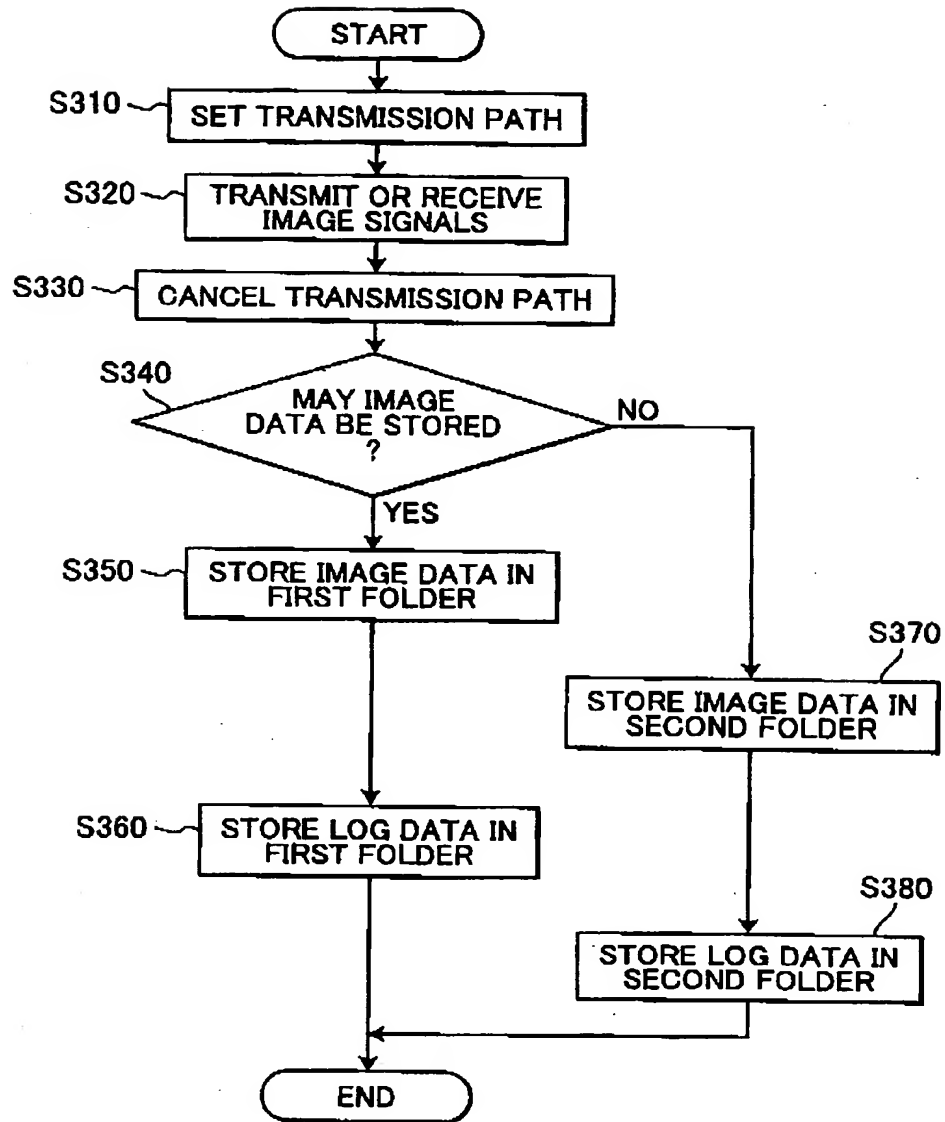 START
S310
SET TRANSMISSION PATH
S320
TRANSMIT OR RECEIVE
IMAGE SIGNALS
S330
CANCEL TRANSMISSION PATH
S340
MAY IMAGE
DATA BE STORED
?
NO
YES
S350
STORE IMAGE DATA IN
FIRST FOLDER
S370
STORE IMAGE DATA IN
SECOND FOLDER
S360
STORE LOG DATA IN
FIRST FOLDER
S380
STORE LOG DATA IN
SECOND FOLDER
END